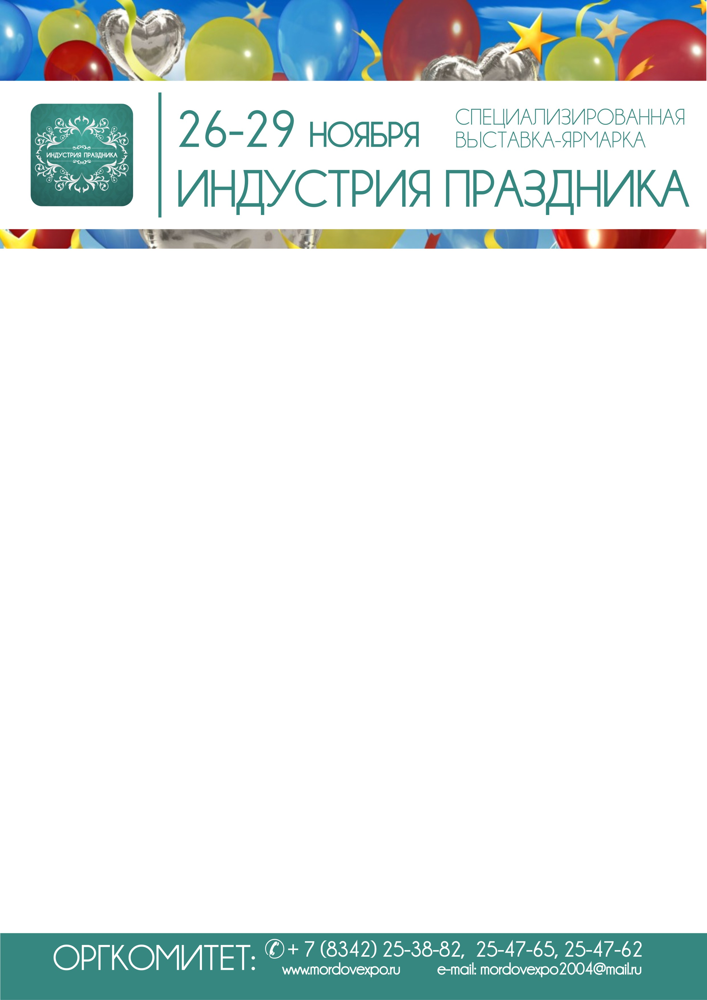 26-29 НОЯБРЯ
СПЕЦИАЛИЗИРОВАННАЯ
ВЫСТАВКА-ЯРМАРКА
ИНДУСТРИЯ ПРАЗДНИКА
ИНДУСТРИЯ ПРАЗДНИКА
ОРГКОМИТЕТ:
+ 7 (8342) 25-38-82, 25-47-65, 25-47-62
www.mordovexpo.ru e-mail: mordovexpo2004@mail.ru